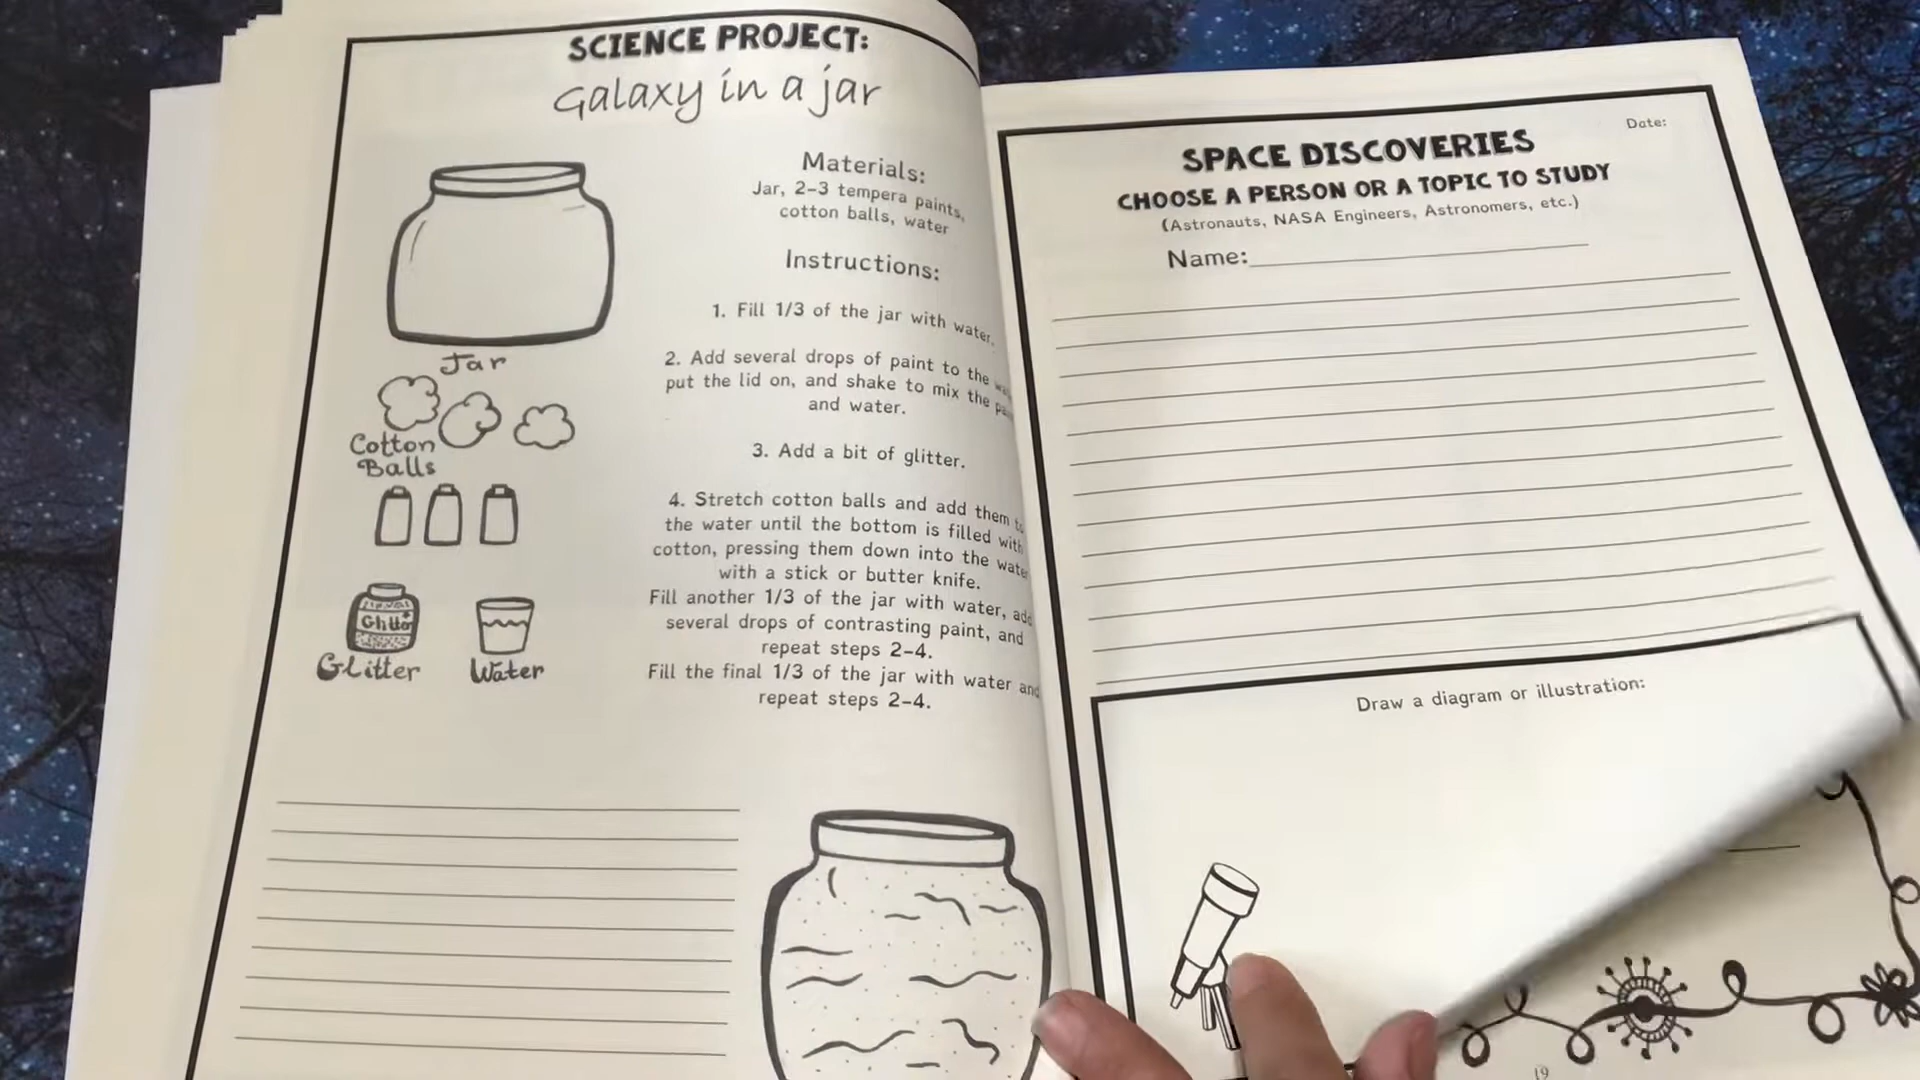 SCIENCE PROJECT:
Galaxy in a jar
Materials:
Jar, 2-3 tempera paints,
cotton balls, water
Instructions:
1. Fill 1/3 of the jar with water.
2. Add several drops of paint to the
put the lid on, and shake to mix the
and water.
3. Add a bit of glitter.
4. Stretch cotton balls and add them
the water until the bottom is filled with
cotton, pressing them down into the water
with a stick or butter knife.
Fill another 1/3 of the jar with water, add
several drops of contrasting paint, and
repeat steps 2-4.
Fill the final 1/3 of the jar with water and
repeat steps 2-4.
Jar
Cotton
Balls
Glitter
Glitter
Water
Date:
SPACE DISCOVERIES
CHOOSE A PERSON OR A TOPIC TO STUDY
(Astronauts, NASA Engineers, Astronomers, etc.)
Name:
Draw a diagram or illustration:
19